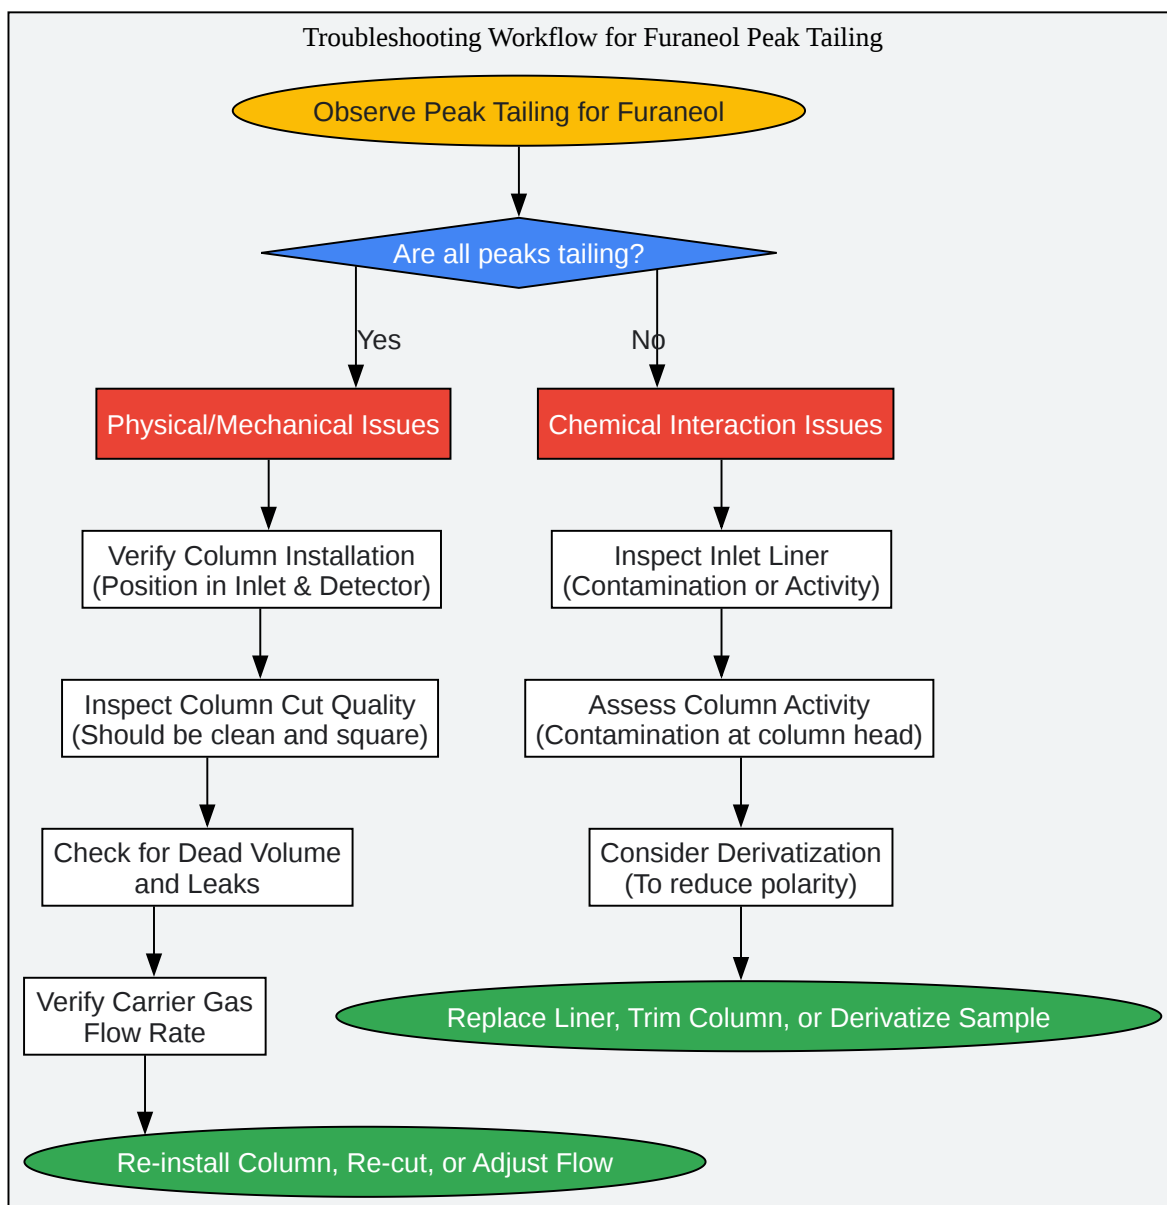 Troubleshooting Workflow for Furaneol Peak Tailing
Observe Peak Tailing for Furaneol
Are all peaks tailing?
Yes
No
Physical/Mechanical Issues
Chemical Interaction Issues
Verify Column Installation
(Position in Inlet & Detector)
Inspect Inlet Liner
(Contamination or Activity)
Inspect Column Cut Quality
(Should be clean and square)
Assess Column Activity
(Contamination at column head)
Check for Dead Volume
and Leaks
Consider Derivatization
(To reduce polarity)
Verify Carrier Gas
Flow Rate
Replace Liner, Trim Column, or Derivatize Sample
Re-install Column, Re-cut, or Adjust Flow